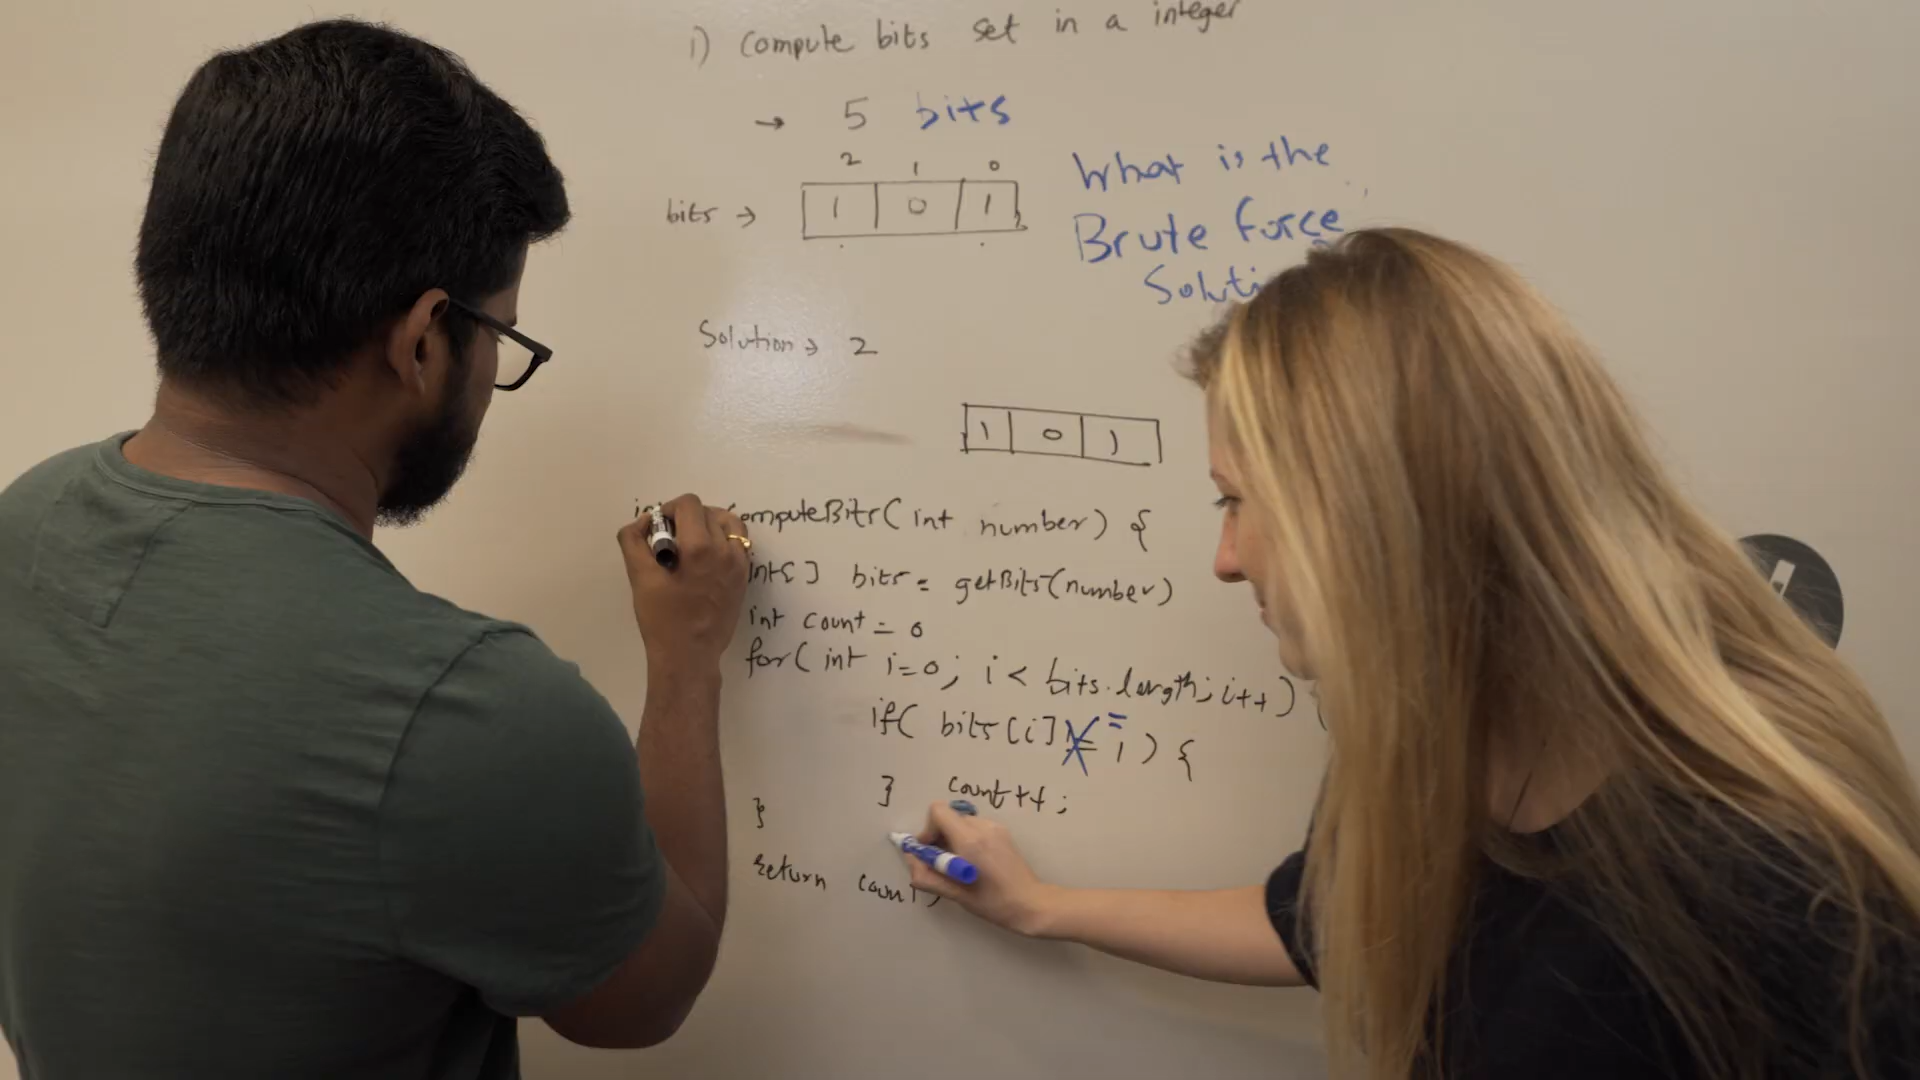 1) Compute bits set in a integer
→ 5 bits
2 1 0
bits → 1 0 1
What is the
Brute force
Solution → 2
1 0 1
computeBits(int number) {
int[] bits = getBits(number)
int count = 0
for(int i=0; i < bits.length; i++)
if( bits[i] == 1) {
} count++;
}
return count;